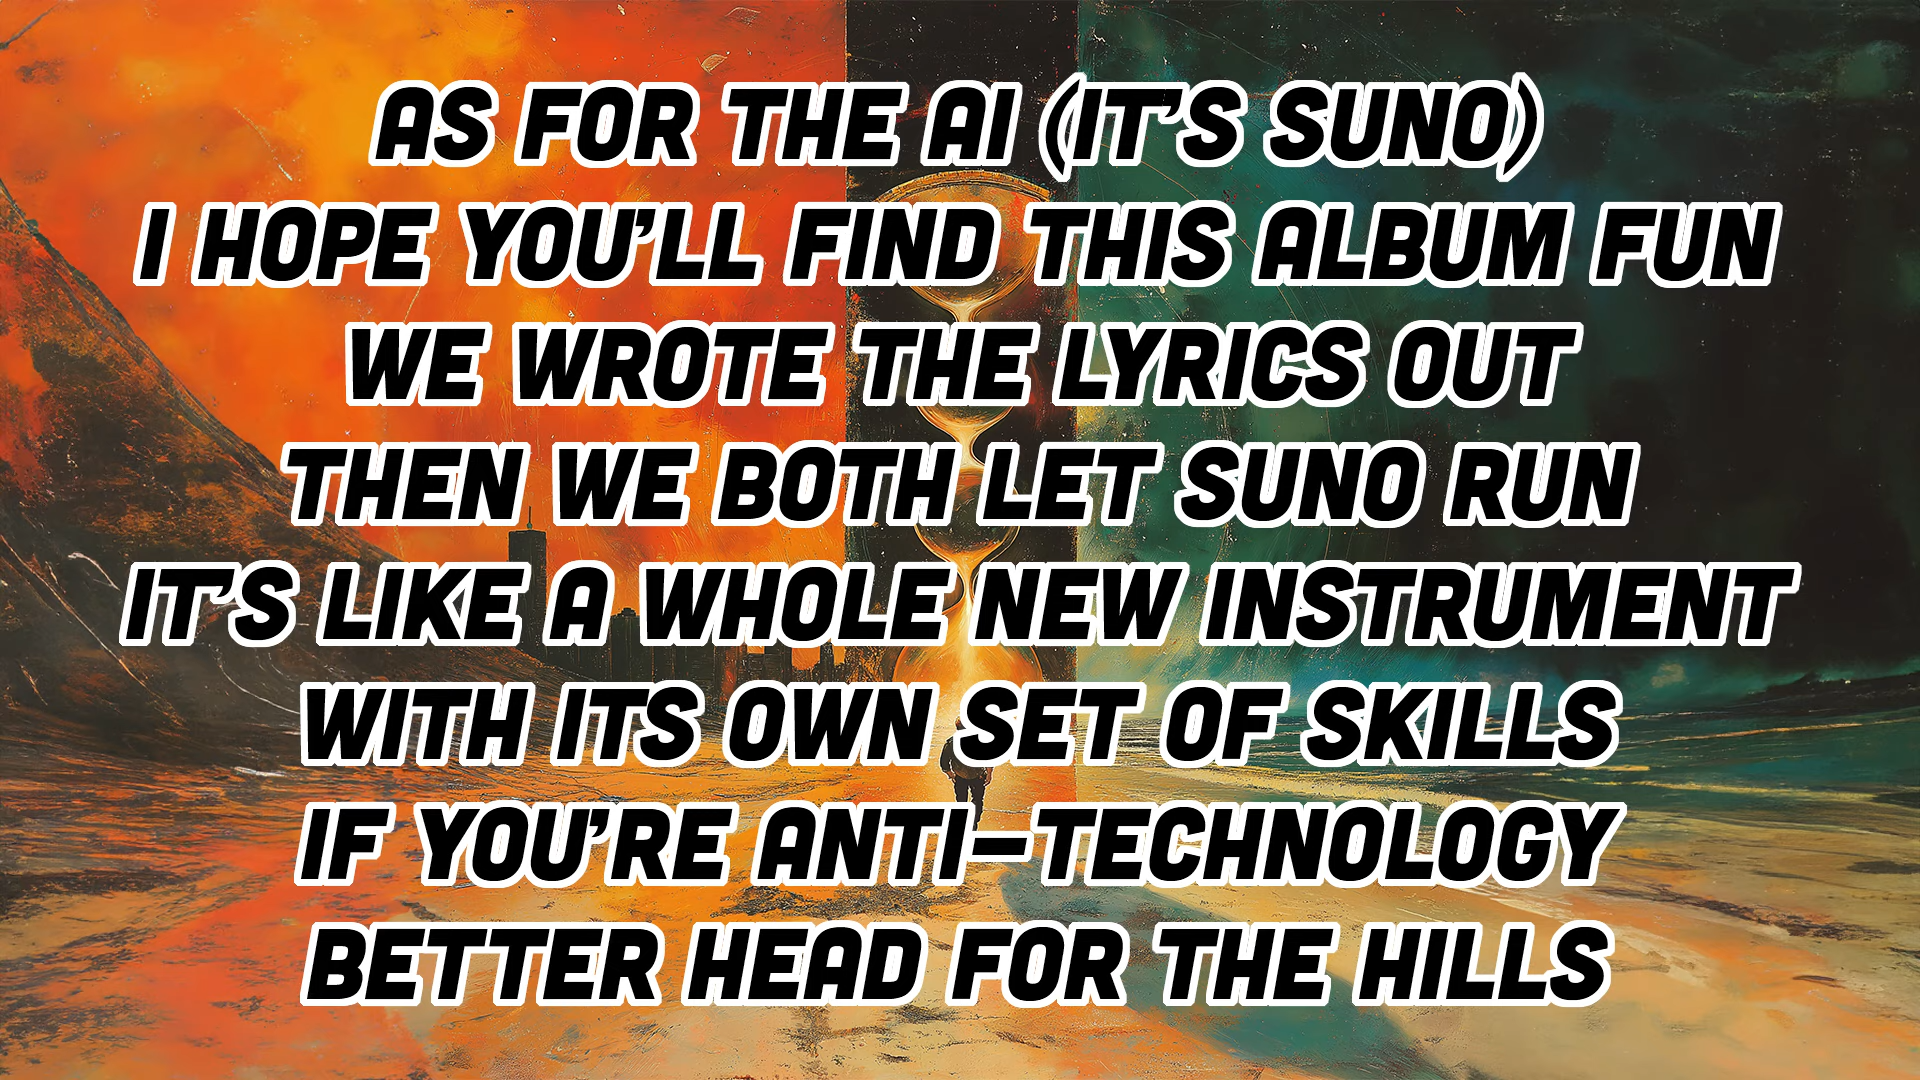 AS FOR THE AI (IT'S SUNO)
I HOPE YOU'LL FIND THIS ALBUM FUN
WE WROTE THE LYRICS OUT
THEN WE BOTH LET SUNO RUN
IT'S LIKE A WHOLE NEW INSTRUMENT
WITH ITS OWN SET OF SKILLS
IF YOU'RE ANTI-TECHNOLOGY
BETTER HEAD FOR THE HILLS